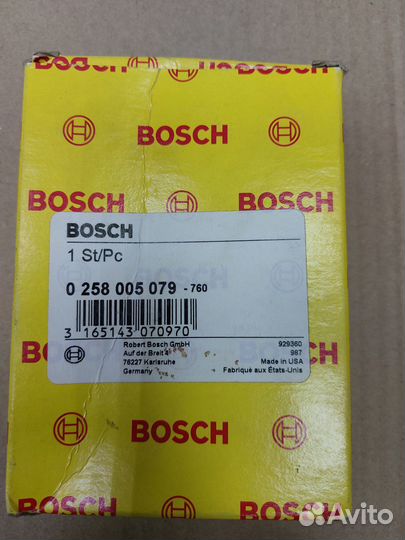 BOSCH
BOSCH BOSCH
BOSCH
1 St/Pc
0 258 005 079 - 760
3 165143 070970
Robert Bosch GmbH
Auf der Breit 4
76227 Karlsruhe
Germany
929360
987
Made in USA
Fabriqué aux États-Unis
BOSCH
BOSCH
Avito